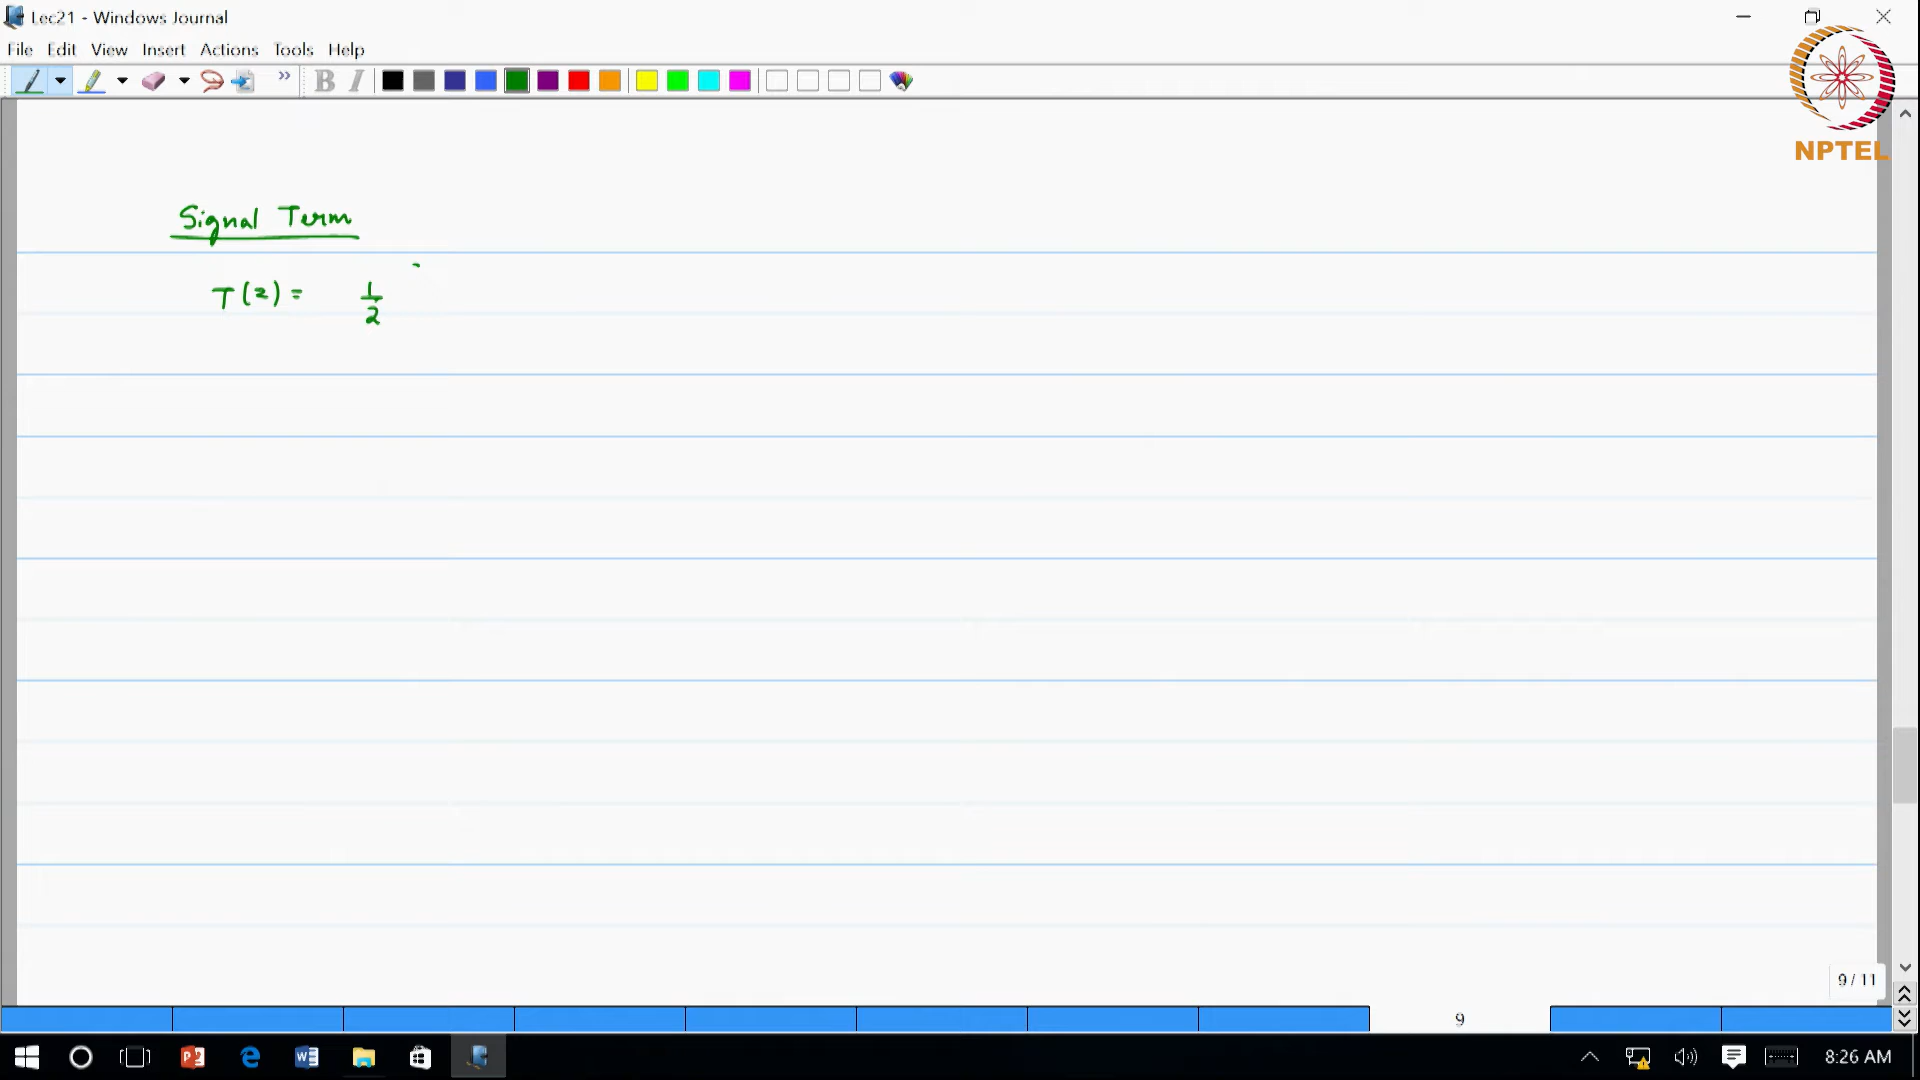 Lec21 - Windows Journal
File Edit View Insert Actions Tools Help
B I
NPTEL
Signal Term
T(z) = 1/2
9 / 11
9
8:26 AM